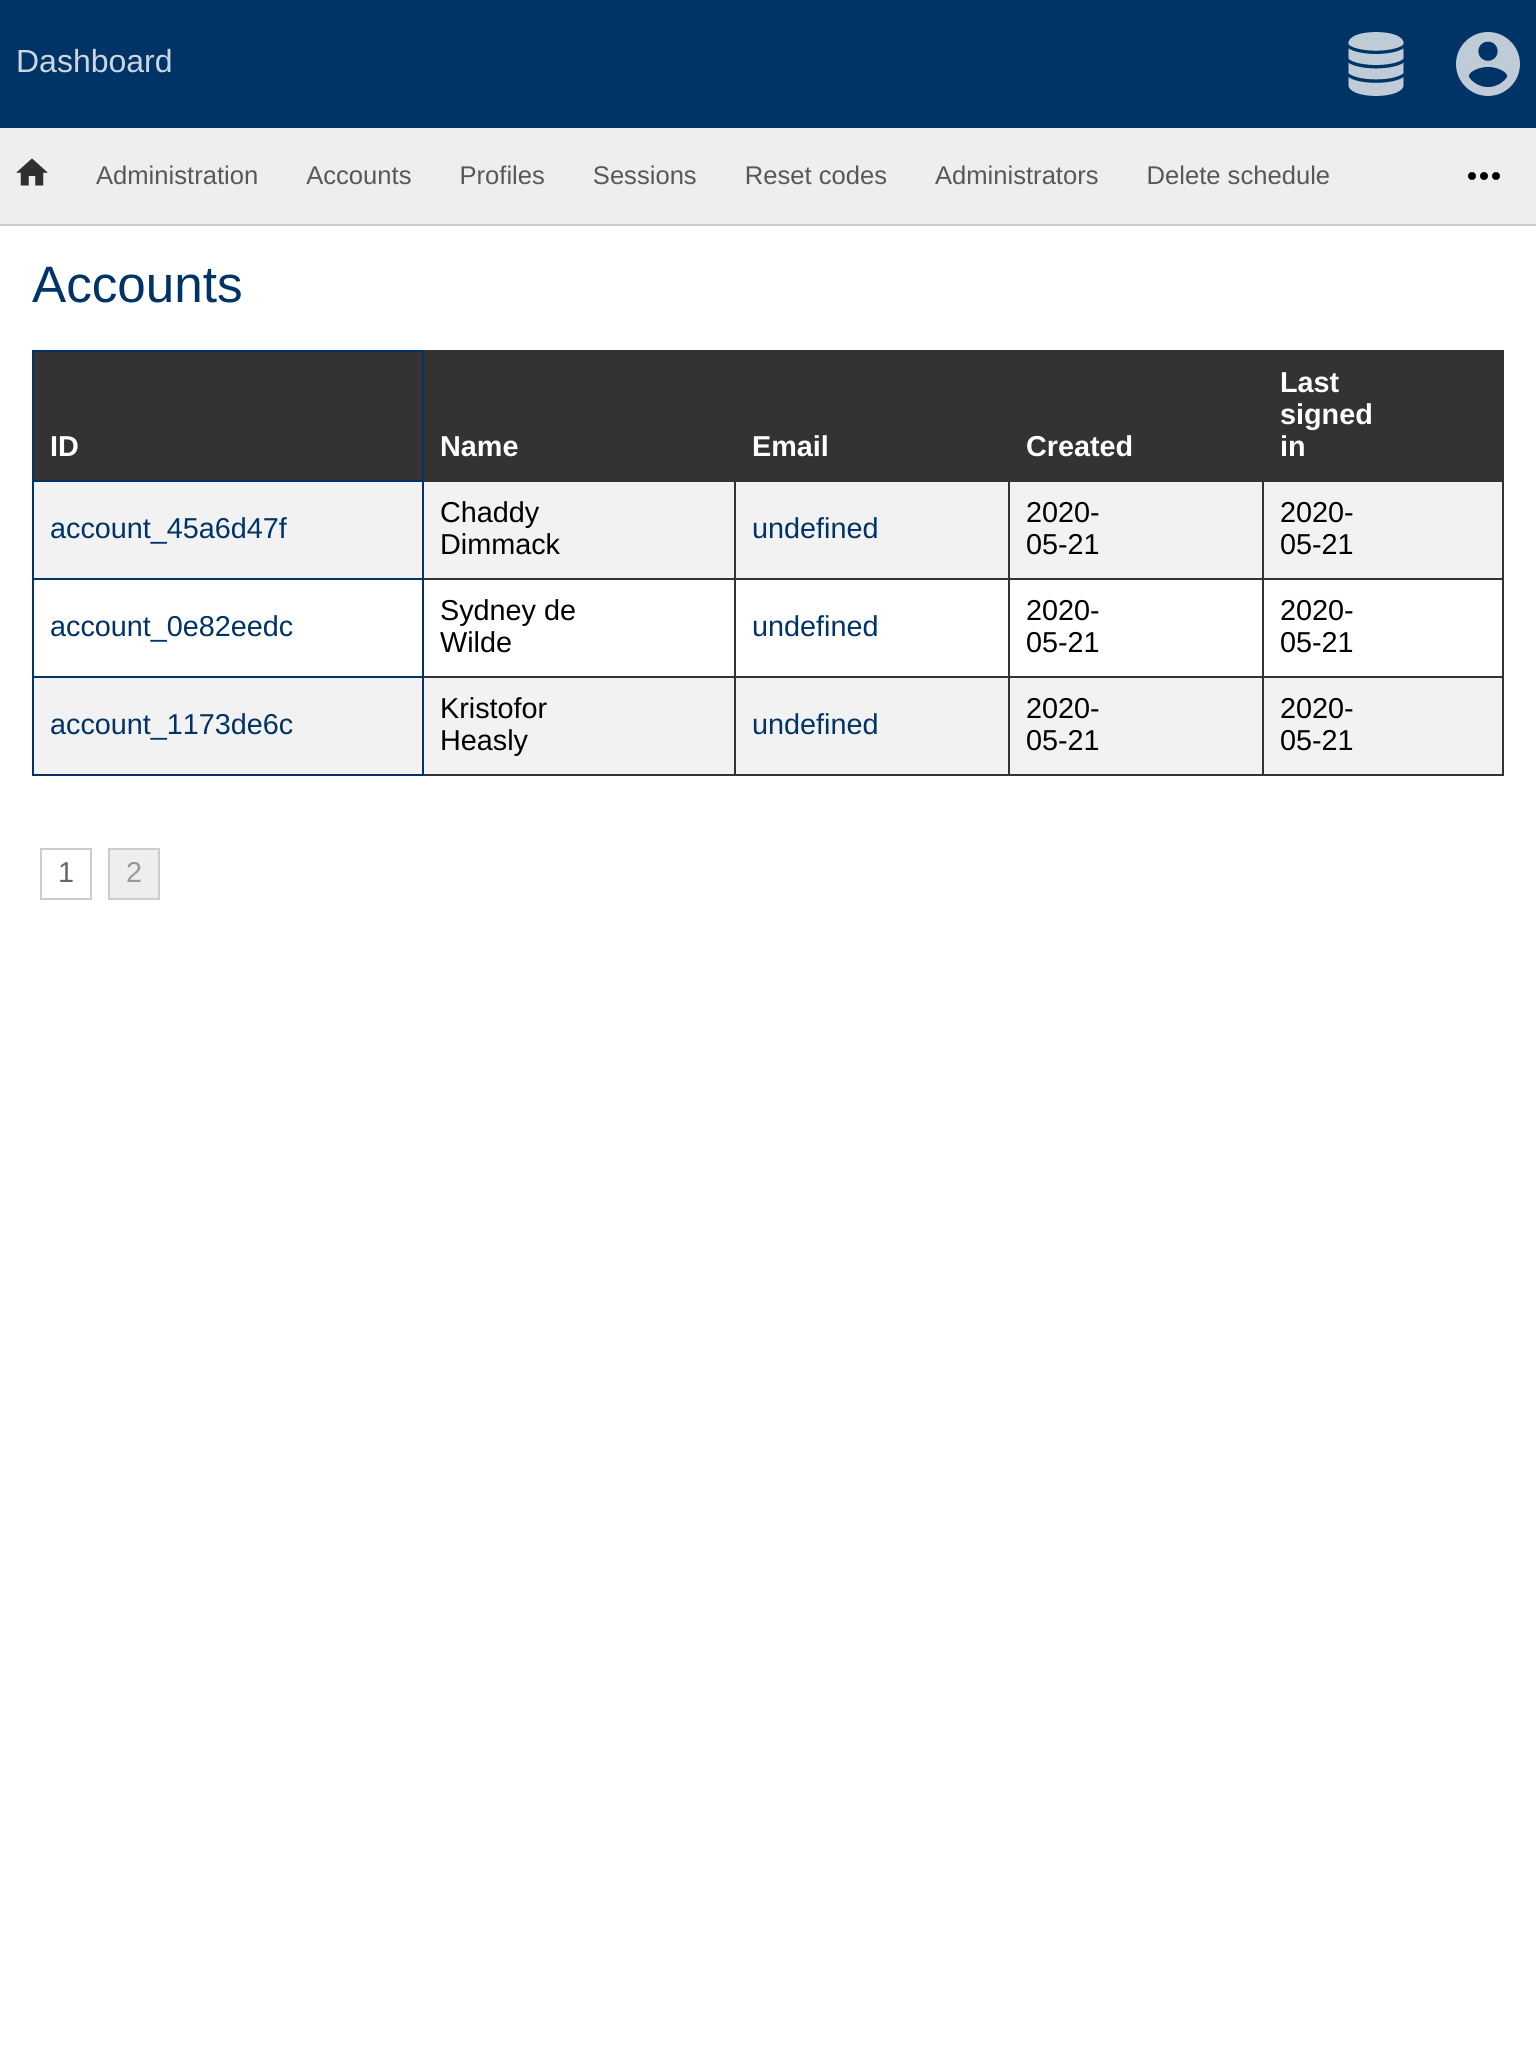 Dashboard
Administration Accounts Profiles Sessions Reset codes Administrators Delete schedule
Accounts
ID Name Email Created Last signed in
account_45a6d47f Chaddy Dimmack undefined 2020-05-21 2020-05-21
account_0e82eedc Sydney de Wilde undefined 2020-05-21 2020-05-21
account_1173de6c Kristofor Heasly undefined 2020-05-21 2020-05-21
1 2